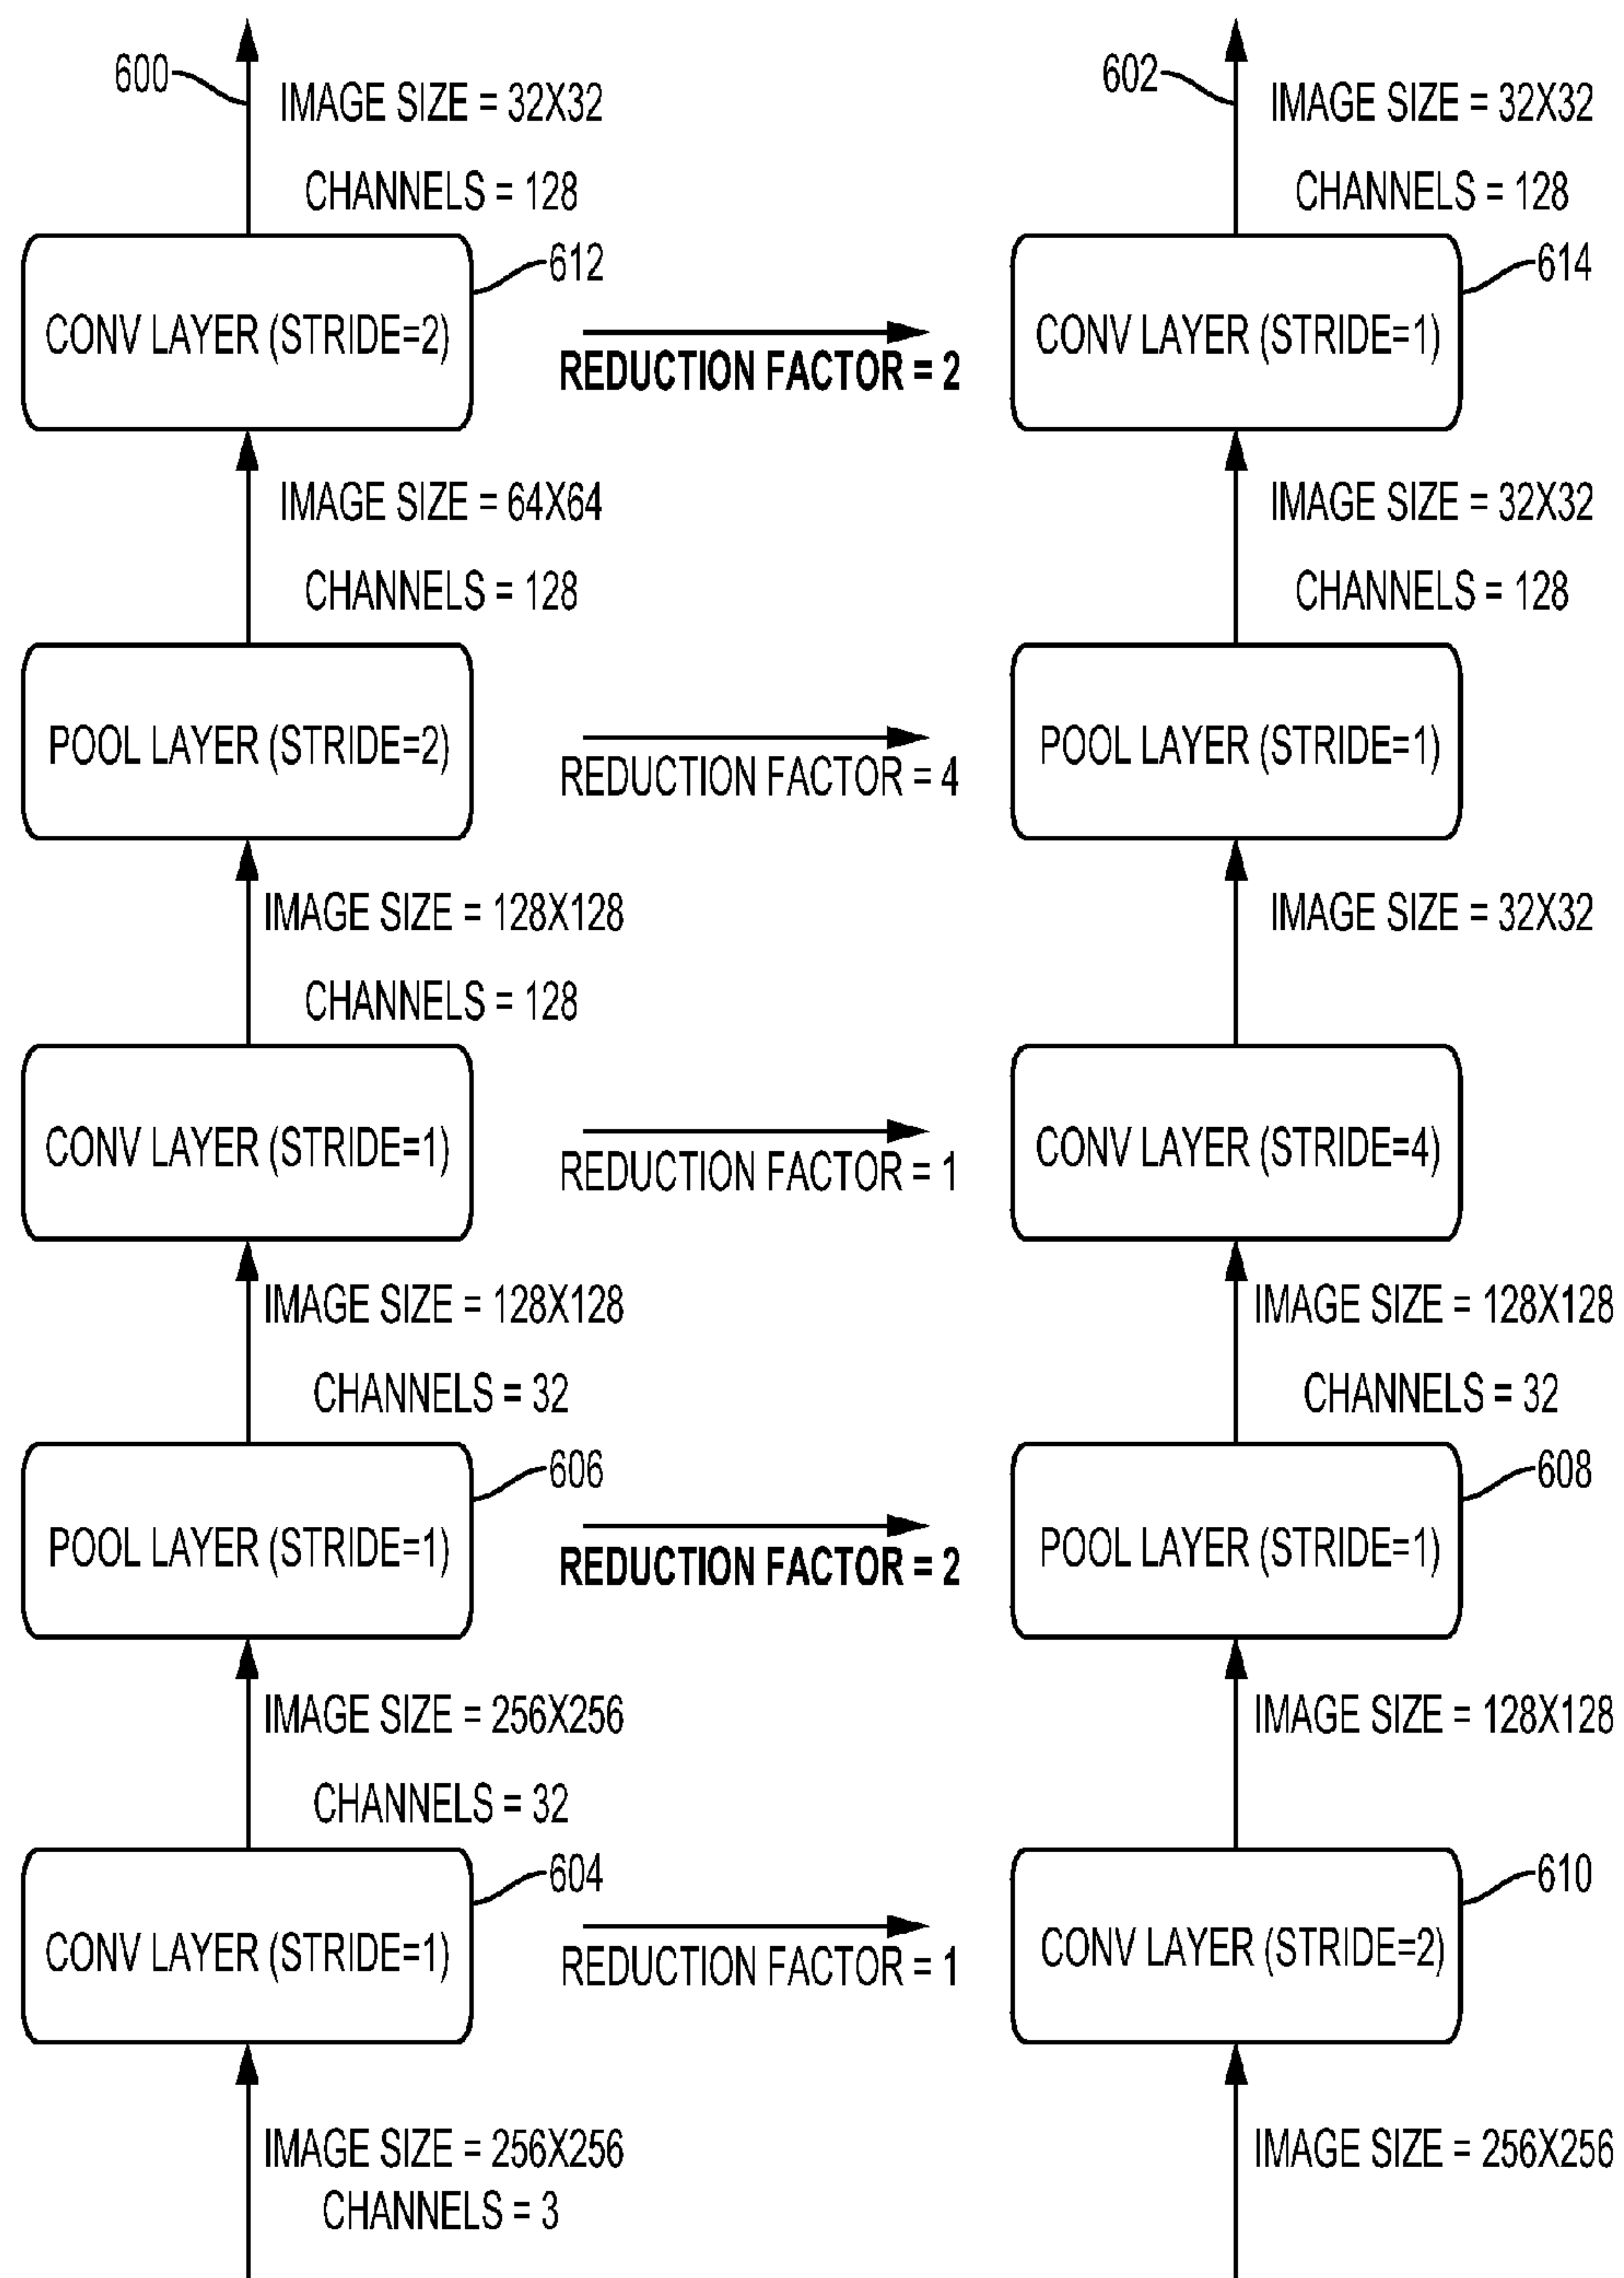 600
IMAGE SIZE = 32X32
CHANNELS = 128
602
IMAGE SIZE = 32X32
CHANNELS = 128
612
CONV LAYER (STRIDE=2)
REDUCTION FACTOR = 2
614
CONV LAYER (STRIDE=1)
IMAGE SIZE = 64X64
CHANNELS = 128
IMAGE SIZE = 32X32
CHANNELS = 128
POOL LAYER (STRIDE=2)
REDUCTION FACTOR = 4
POOL LAYER (STRIDE=1)
IMAGE SIZE = 128X128
CHANNELS = 128
IMAGE SIZE = 32X32
CONV LAYER (STRIDE=1)
REDUCTION FACTOR = 1
CONV LAYER (STRIDE=4)
IMAGE SIZE = 128X128
CHANNELS = 32
IMAGE SIZE = 128X128
CHANNELS = 32
606
POOL LAYER (STRIDE=1)
REDUCTION FACTOR = 2
608
POOL LAYER (STRIDE=1)
IMAGE SIZE = 256X256
CHANNELS = 32
IMAGE SIZE = 128X128
604
CONV LAYER (STRIDE=1)
REDUCTION FACTOR = 1
610
CONV LAYER (STRIDE=2)
IMAGE SIZE = 256X256
CHANNELS = 3
IMAGE SIZE = 256X256